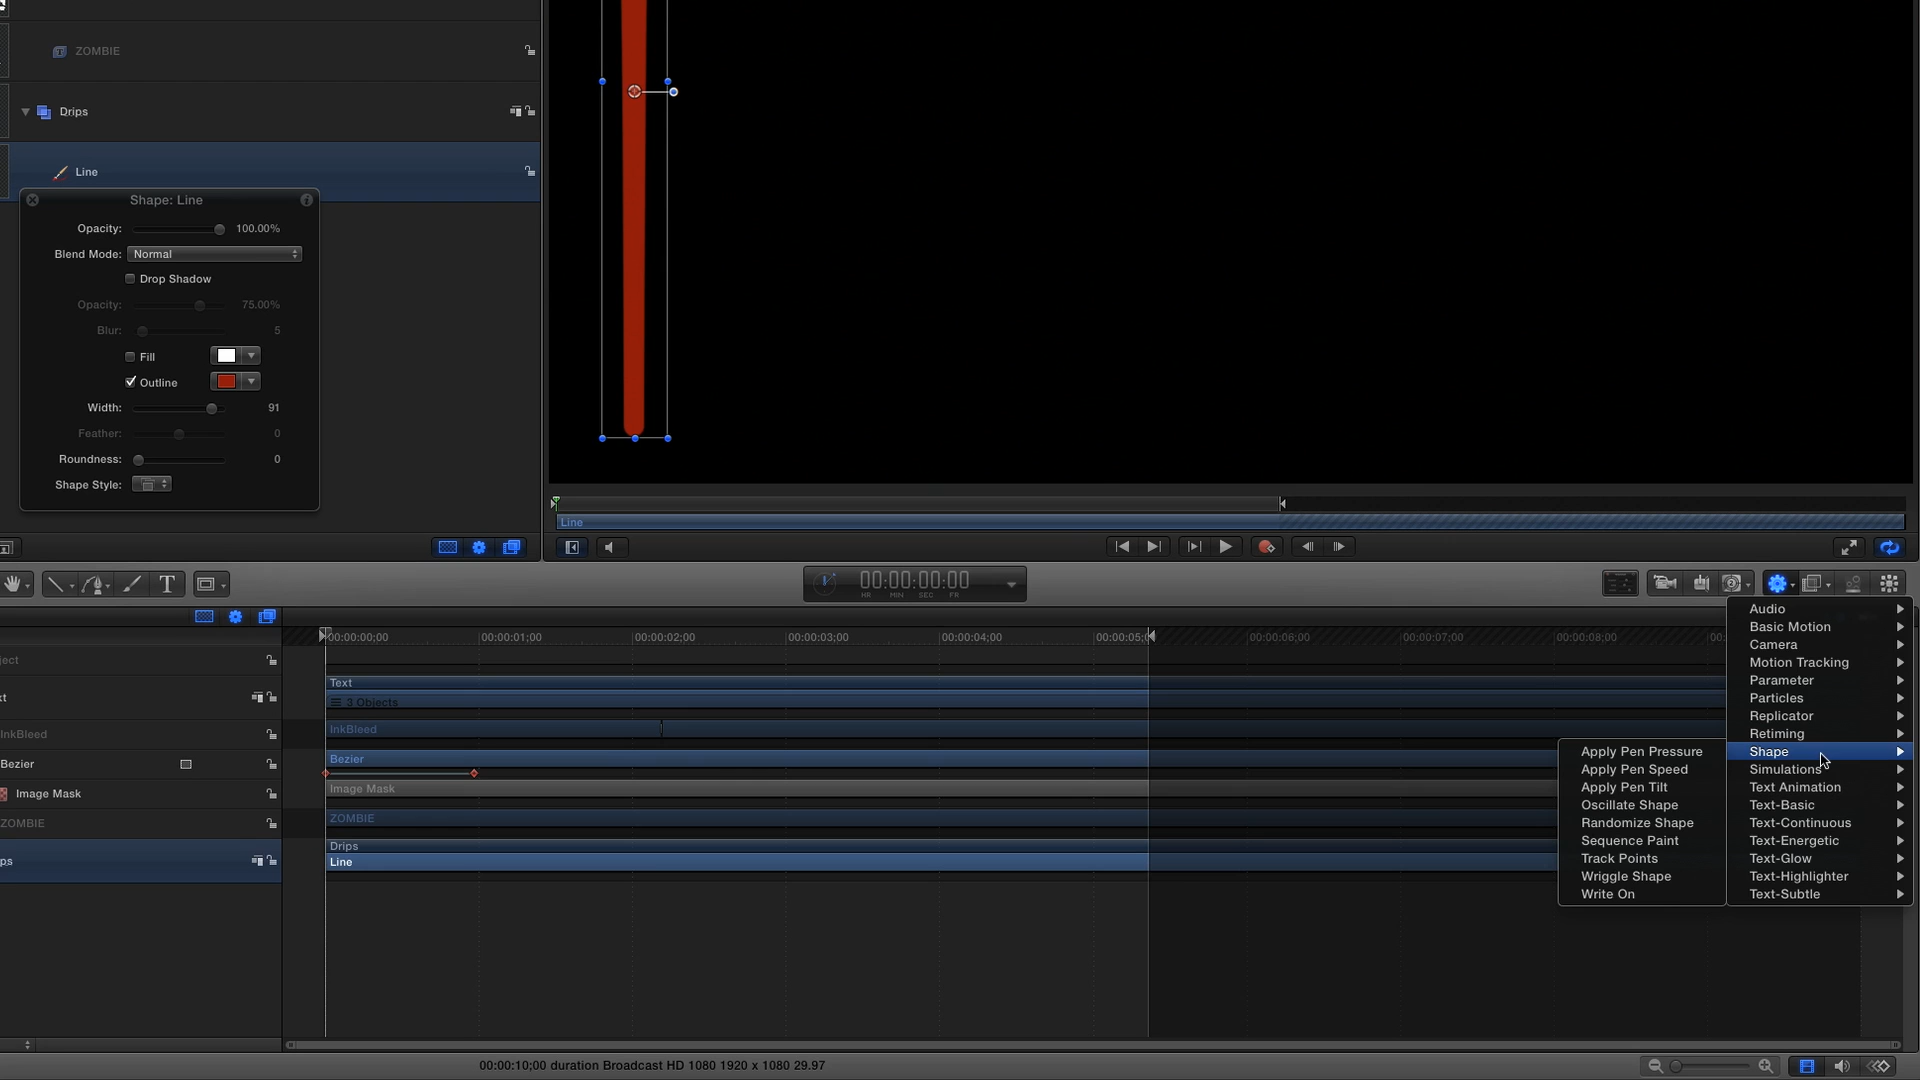 ZOMBIE
Drips
Line
Shape: Line
Opacity: 100.00%
Blend Mode: Normal
Drop Shadow
Opacity: 75.00%
Blur: 5
Fill
Outline
Width: 91
Feather: 0
Roundness: 0
Shape Style:
Line
T
00:00:00:00
HR MIN SEC FR
00:00:00;00 00:00:01;00 00:00:02;00 00:00:03;00 00:00:04;00 00:00:05; 00:00:06;00 00:00:07;00 00:00:08;00 00:
ject
Text
xt
3 Objects
InkBleed
InkBleed
Bezier
Bezier
Image Mask
Image Mask
ZOMBIE
ZOMBIE
Drips
ps
Line
Audio
Basic Motion
Camera
Motion Tracking
Parameter
Particles
Replicator
Retiming
Shape
Simulations
Text Animation
Text-Basic
Text-Continuous
Text-Energetic
Text-Glow
Text-Highlighter
Text-Subtle
Apply Pen Pressure
Apply Pen Speed
Apply Pen Tilt
Oscillate Shape
Randomize Shape
Sequence Paint
Track Points
Wriggle Shape
Write On
00:00:10;00 duration Broadcast HD 1080 1920 x 1080 29.97